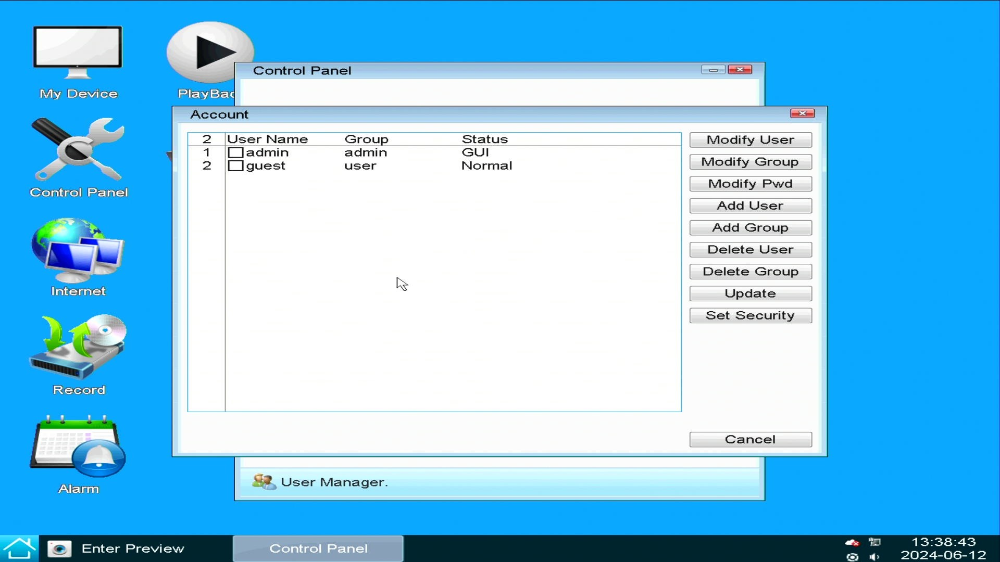 My Device
PlayBac
Control Panel
Internet
Record
Alarm
Control Panel
Account
2 User Name Group Status
1 admin admin GUI
2 guest user Normal
Modify User
Modify Group
Modify Pwd
Add User
Add Group
Delete User
Delete Group
Update
Set Security
Cancel
User Manager.
Enter Preview
Control Panel
13:38:43
2024-06-12